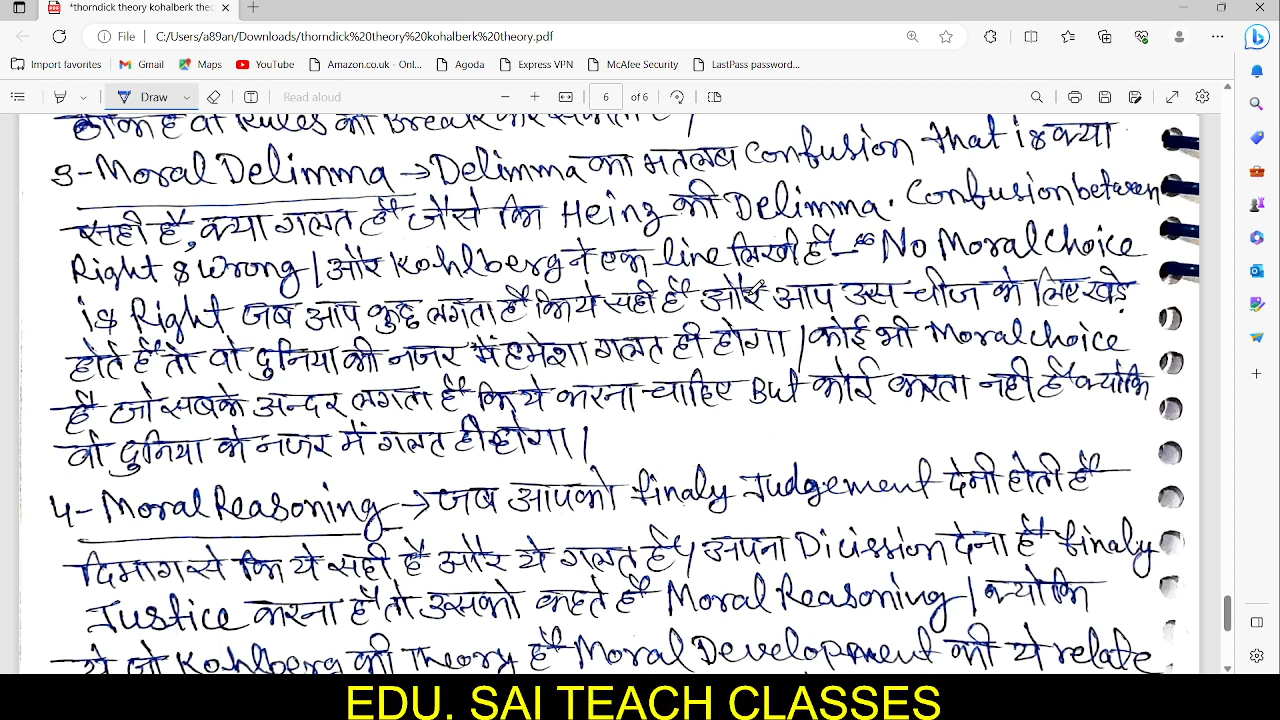 *thorndick theory kohalberk the
File C:/Users/a89an/Downloads/thorndick%20theory%20kohalberk%20theory.pdf
Import favorites Gmail Maps YouTube Amazon.co.uk - Onl... Agoda Express VPN McAfee Security LastPass password...
Draw Read aloud 6 of 6
है वो Rules को Break कर सकता है |
3- Moral Delimma → Delimma का मतलब Confusion that is क्या
सही है, क्या गलत है जैसे कि Heinz की Delimma. Confusion between
Right & Wrong | और Kohlberg ने एक line लिखी है - "No Moral Choice
is Right जब आप कुछ लगता है कि ये सही है और आप उस चीज के लिए खड़े
होते हैं तो वो दुनिया की नजर में हमेशा गलत ही होगा | कोई भी Moral Choice
है जो सबके अन्दर लगता है कि ये करना चाहिए But कोई करता नही है क्योकि
वो दुनिया के नजर में गलत ही होगा |
4- Moral Reasoning → जब आपको finaly Judgement देनी होती है
दिमाग से कि ये सही है और ये गलत है | अपना Dicission देना है finaly
Justice करना है तो उसको कहते है Moral Reasoning | क्योकि
ये जो Kohlberg की Theory है Moral Development की ये relate
EDU. SAI TEACH CLASSES